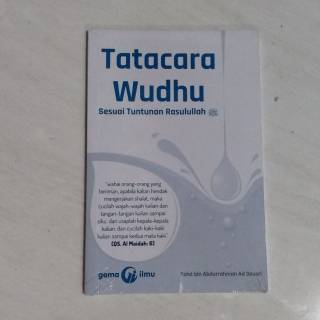 Tatacara
Wudhu
Sesuai Tuntunan Rasulullah ﷺ
"wahai orang-orang yang
beriman, apabila kalian hendak
mengerjakan shalat, maka
cucilah wajah-wajah kalian dan
tangan-tangan kalian sampai
siku, dan usaplah kepala-kepala
kalian, dan cucilah kaki-kaki
kalian sampai kedua mata kaki."
(QS. Al Maidah: 6)
gema ilmu
Fahd bin Abdurrahman Ad Dausari